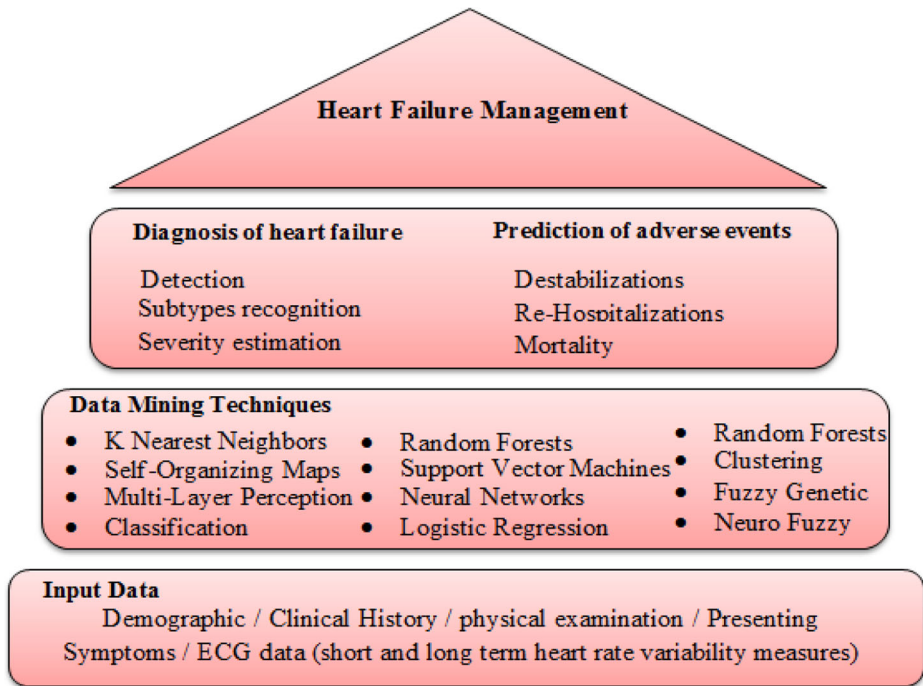 Heart Failure Management
Diagnosis of heart failure
Detection
Subtypes recognition
Severity estimation
Prediction of adverse events
Destabilizations
Re-Hospitalizations
Mortality
Data Mining Techniques
• K Nearest Neighbors
• Self-Organizing Maps
• Multi-Layer Perception
• Classification
• Random Forests
• Support Vector Machines
• Neural Networks
• Logistic Regression
• Random Forests
• Clustering
• Fuzzy Genetic
• Neuro Fuzzy
Input Data
Demographic / Clinical History / physical examination / Presenting
Symptoms / ECG data (short and long term heart rate variability measures)